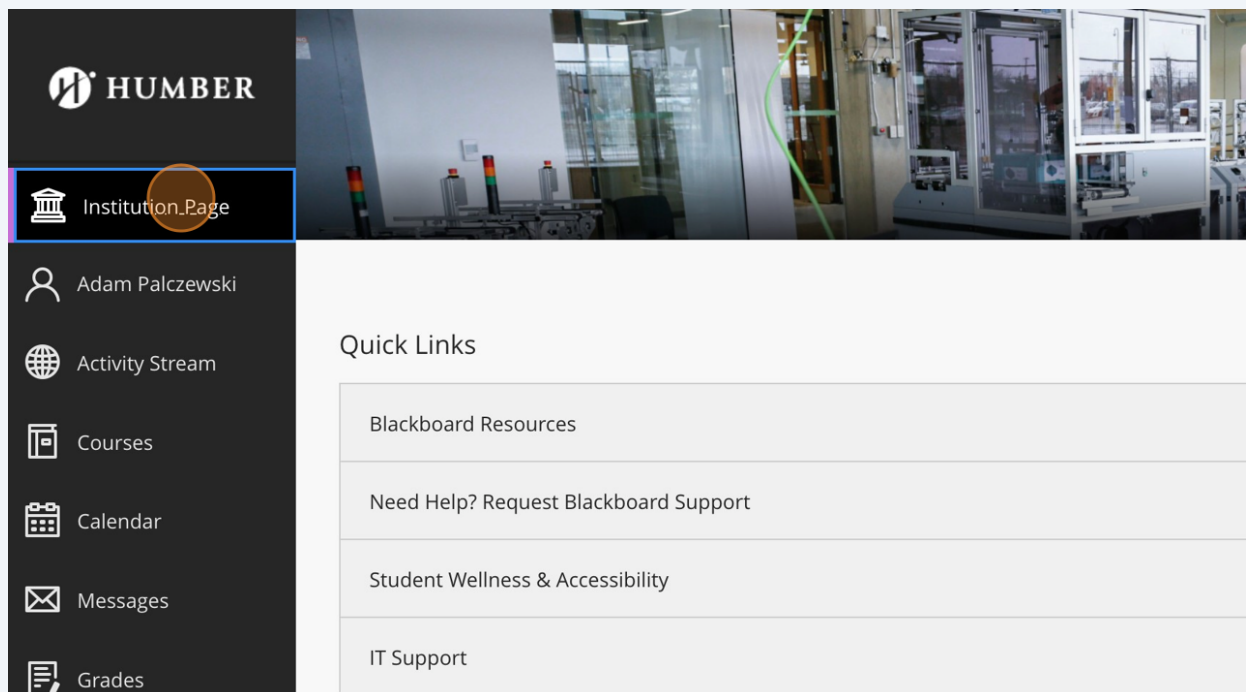 HUMBER
Institution Page
Adam Palczewski
Activity Stream
Courses
Calendar
Messages
Grades
Quick Links
Blackboard Resources
Need Help? Request Blackboard Support
Student Wellness & Accessibility
IT Support